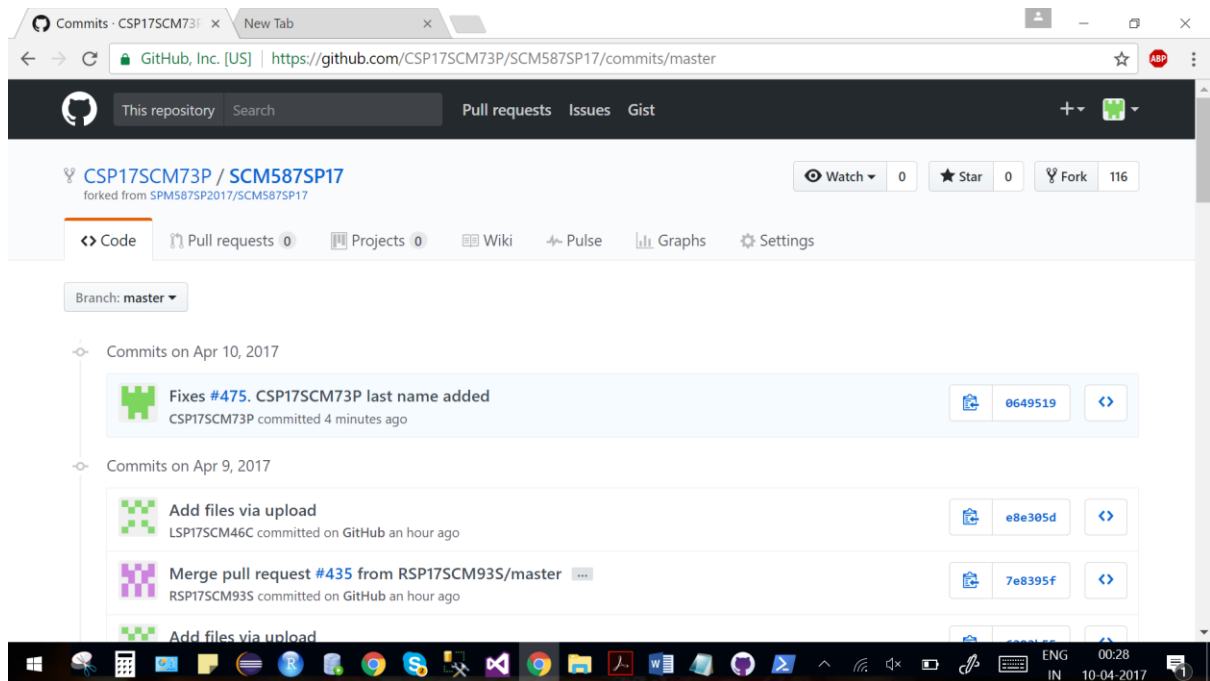 Commits · CSP17SCM73P
New Tab
GitHub, Inc. [US] | https://github.com/CSP17SCM73P/SCM587SP17/commits/master
ABP
This repository Search Pull requests Issues Gist
CSP17SCM73P / SCM587SP17
Watch 0 Star 0 Fork 116
forked from SPM587SP2017/SCM587SP17
Code Pull requests 0 Projects 0 Wiki Pulse Graphs Settings
Branch: master
Commits on Apr 10, 2017
Fixes #475. CSP17SCM73P last name added
CSP17SCM73P committed 4 minutes ago
0649519
Commits on Apr 9, 2017
Add files via upload
LSP17SCM46C committed on GitHub an hour ago
e8e305d
Merge pull request #435 from RSP17SCM93S/master …
RSP17SCM93S committed on GitHub an hour ago
7e8395f
Add files via upload
ENG
IN
00:28
10-04-2017
1